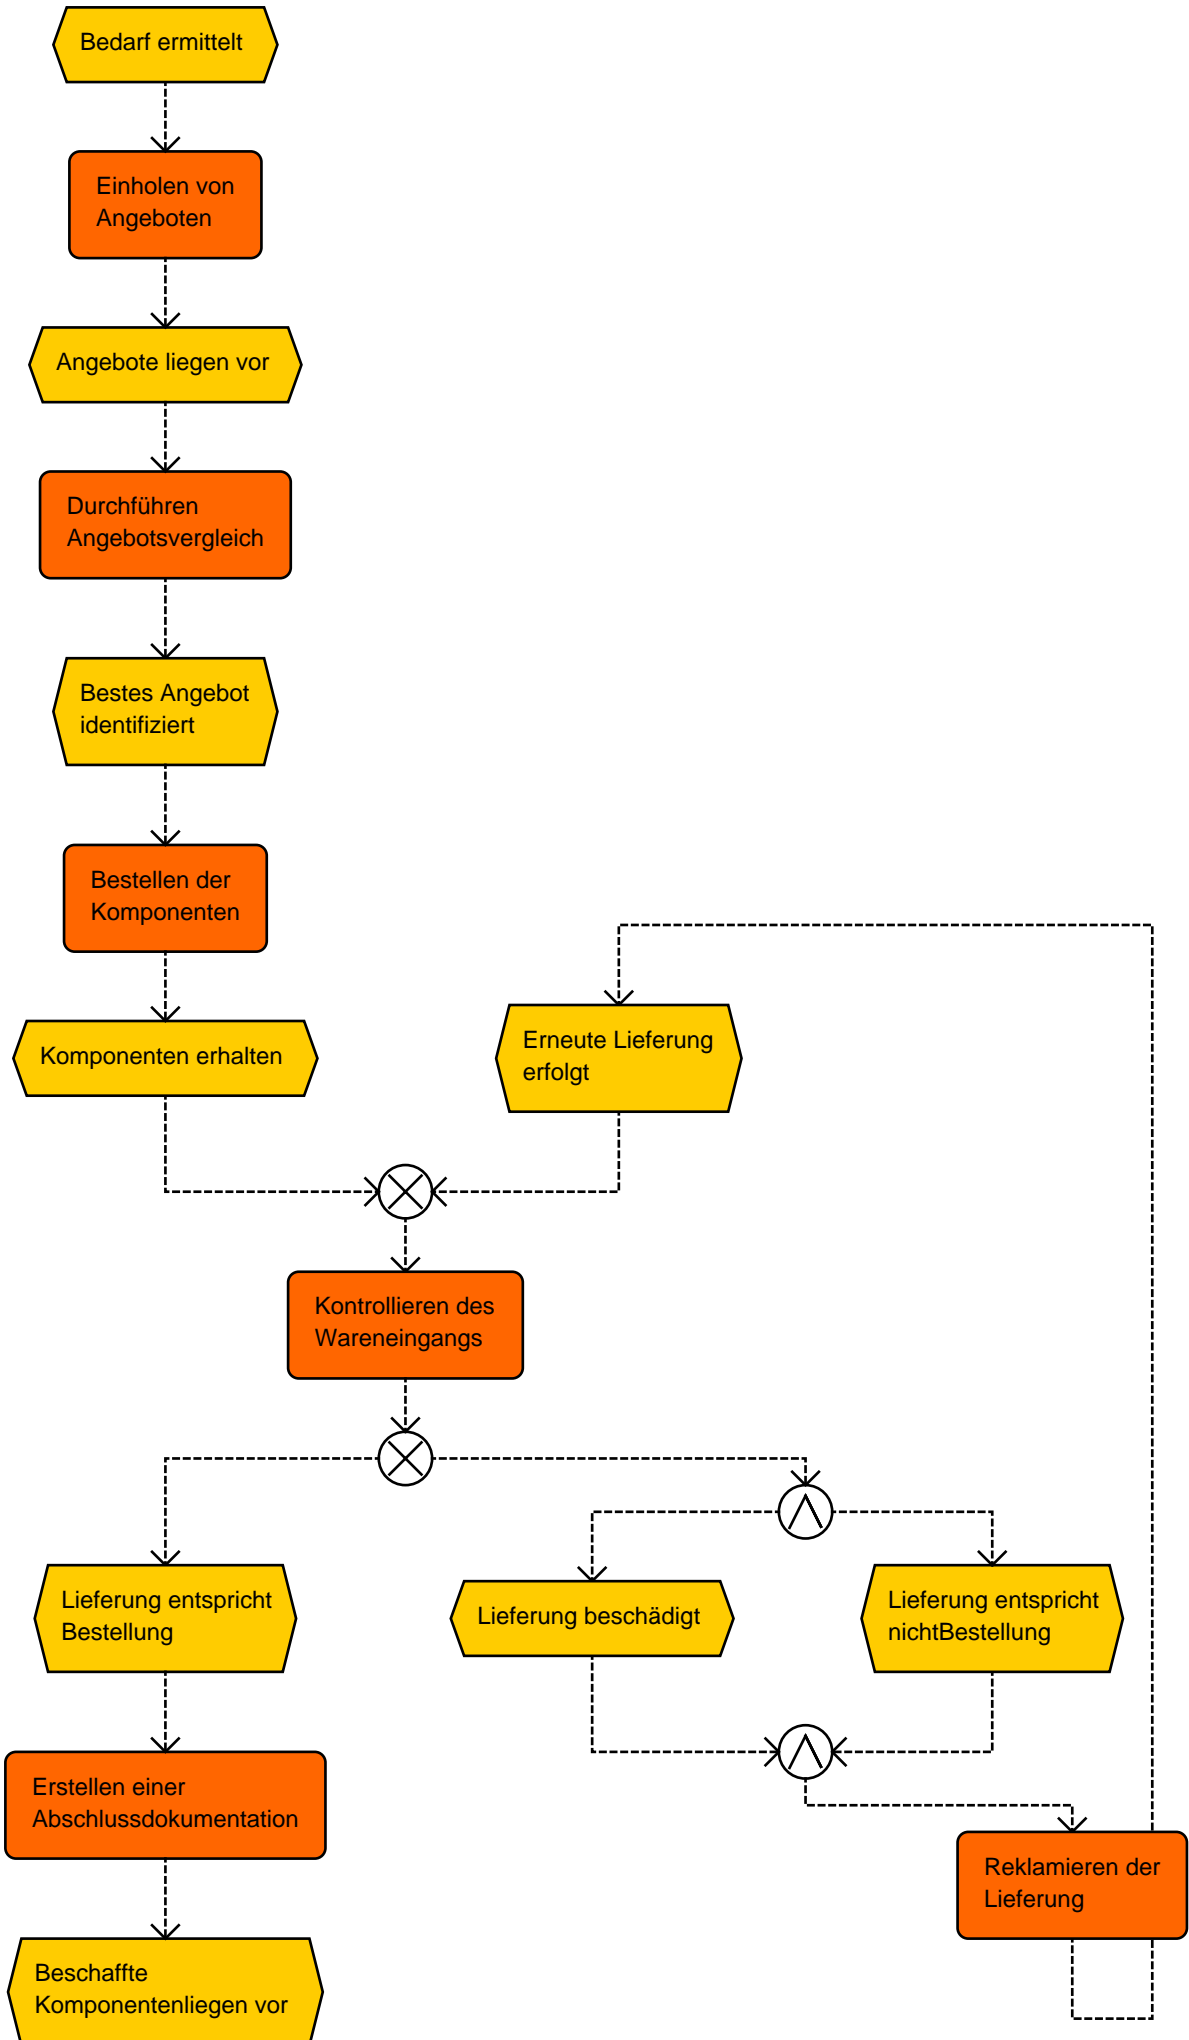 Bedarf ermittelt
Einholen von
Angeboten
Angebote liegen vor
Durchführen
Angebotsvergleich
Bestes Angebot
identifiziert
Bestellen der
Komponenten
Komponenten erhalten
Erneute Lieferung
erfolgt
Kontrollieren des
Wareneingangs
Lieferung entspricht
Bestellung
Lieferung beschädigt
Lieferung entspricht
nichtBestellung
Erstellen einer
Abschlussdokumentation
Reklamieren der
Lieferung
Beschaffte
Komponentenliegen vor